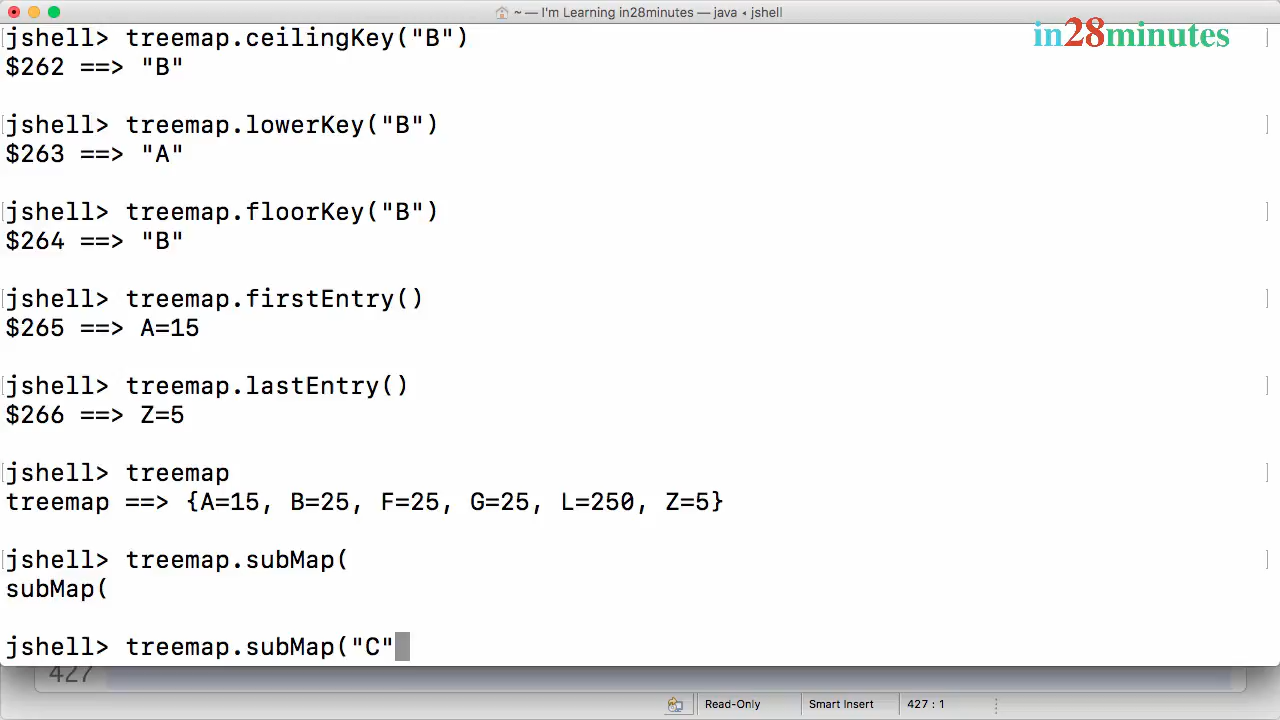 ~ — I'm Learning in28minutes — java ◂ jshell
in28minutes
jshell> treemap.ceilingKey("B")
$262 ==> "B"
jshell> treemap.lowerKey("B")
$263 ==> "A"
jshell> treemap.floorKey("B")
$264 ==> "B"
jshell> treemap.firstEntry()
$265 ==> A=15
jshell> treemap.lastEntry()
$266 ==> Z=5
jshell> treemap
treemap ==> {A=15, B=25, F=25, G=25, L=250, Z=5}
jshell> treemap.subMap(
subMap(
jshell> treemap.subMap("C"
427
Read-Only Smart Insert 427 : 1